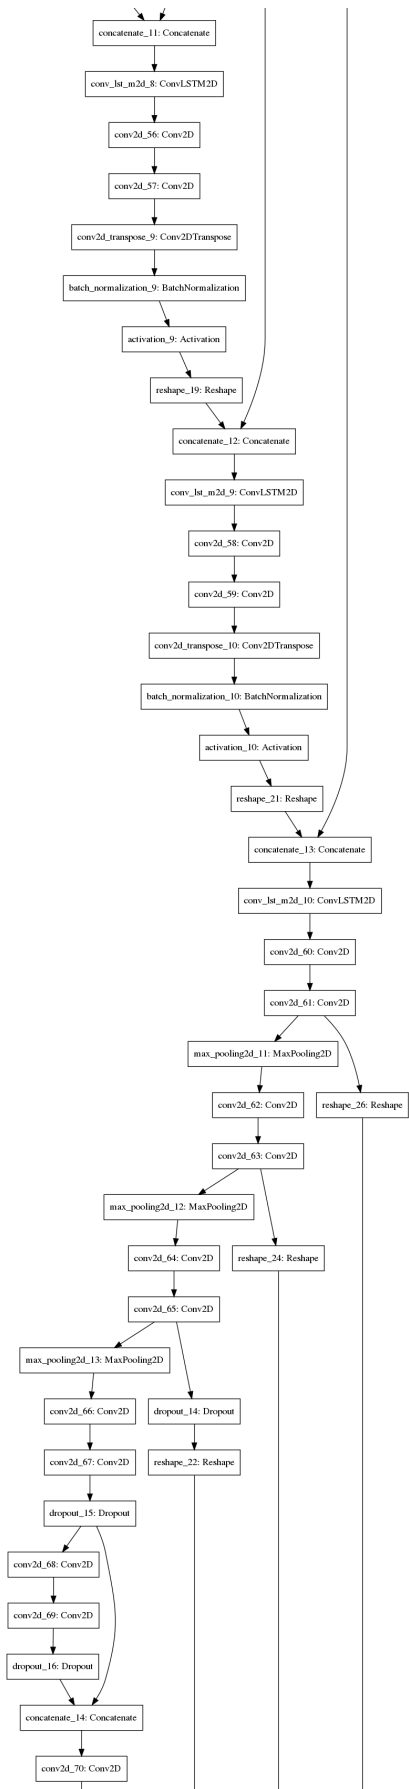 concatenate_11: Concatenate
conv_lst_m2d_8: ConvLSTM2D
conv2d_56: Conv2D
conv2d_57: Conv2D
conv2d_transpose_9: Conv2DTranspose
batch_normalization_9: BatchNormalization
activation_9: Activation
reshape_19: Reshape
concatenate_12: Concatenate
conv_lst_m2d_9: ConvLSTM2D
conv2d_58: Conv2D
conv2d_59: Conv2D
conv2d_transpose_10: Conv2DTranspose
batch_normalization_10: BatchNormalization
activation_10: Activation
reshape_21: Reshape
concatenate_13: Concatenate
conv_lst_m2d_10: ConvLSTM2D
conv2d_60: Conv2D
conv2d_61: Conv2D
max_pooling2d_11: MaxPooling2D
conv2d_62: Conv2D
reshape_26: Reshape
conv2d_63: Conv2D
max_pooling2d_12: MaxPooling2D
conv2d_64: Conv2D
reshape_24: Reshape
conv2d_65: Conv2D
max_pooling2d_13: MaxPooling2D
conv2d_66: Conv2D
dropout_14: Dropout
conv2d_67: Conv2D
reshape_22: Reshape
dropout_15: Dropout
conv2d_68: Conv2D
conv2d_69: Conv2D
dropout_16: Dropout
concatenate_14: Concatenate
conv2d_70: Conv2D